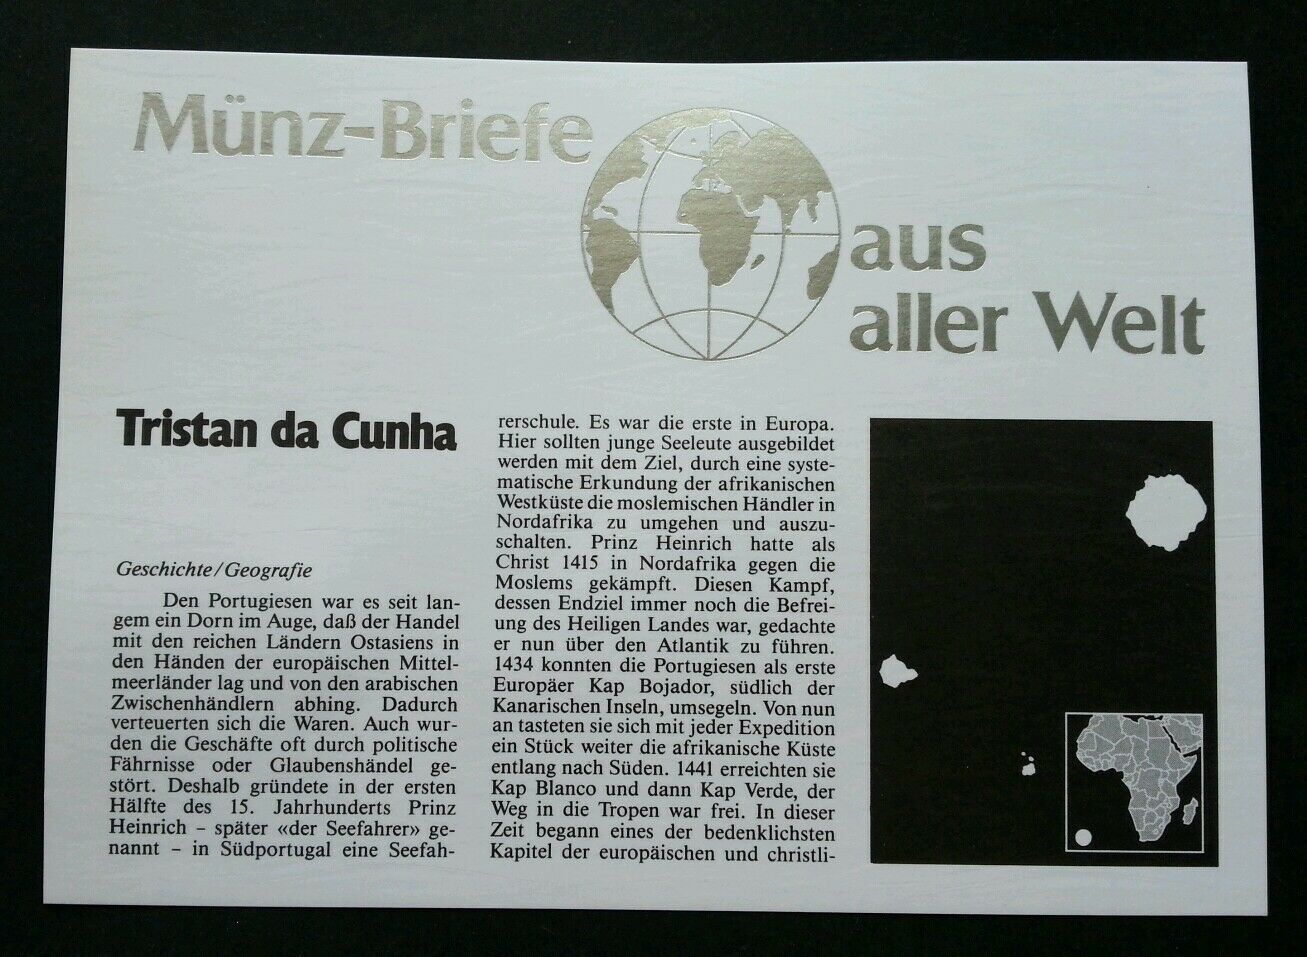 Münz-Briefe
aus
aller Welt
Tristan da Cunha
Geschichte/Geografie
Den Portugiesen war es seit lan-
gem ein Dorn im Auge, daß der Handel
mit den reichen Ländern Ostasiens in
den Händen der europäischen Mittel-
meerländer lag und von den arabischen
Zwischenhändlern abhing. Dadurch
verteuerten sich die Waren. Auch wur-
den die Geschäfte oft durch politische
Fährnisse oder Glaubenshändel ge-
stört. Deshalb gründete in der ersten
Hälfte des 15. Jahrhunderts Prinz
Heinrich – später «der Seefahrer» ge-
nannt – in Südportugal eine Seefah-
rerschule. Es war die erste in Europa.
Hier sollten junge Seeleute ausgebildet
werden mit dem Ziel, durch eine syste-
matische Erkundung der afrikanischen
Westküste die moslemischen Händler in
Nordafrika zu umgehen und auszu-
schalten. Prinz Heinrich hatte als
Christ 1415 in Nordafrika gegen die
Moslems gekämpft. Diesen Kampf,
dessen Endziel immer noch die Befrei-
ung des Heiligen Landes war, gedachte
er nun über den Atlantik zu führen.
1434 konnten die Portugiesen als erste
Europäer Kap Bojador, südlich der
Kanarischen Inseln, umsegeln. Von nun
an tasteten sie sich mit jeder Expedition
ein Stück weiter die afrikanische Küste
entlang nach Süden. 1441 erreichten sie
Kap Blanco und dann Kap Verde, der
Weg in die Tropen war frei. In dieser
Zeit begann eines der bedenklichsten
Kapitel der europäischen und christli-